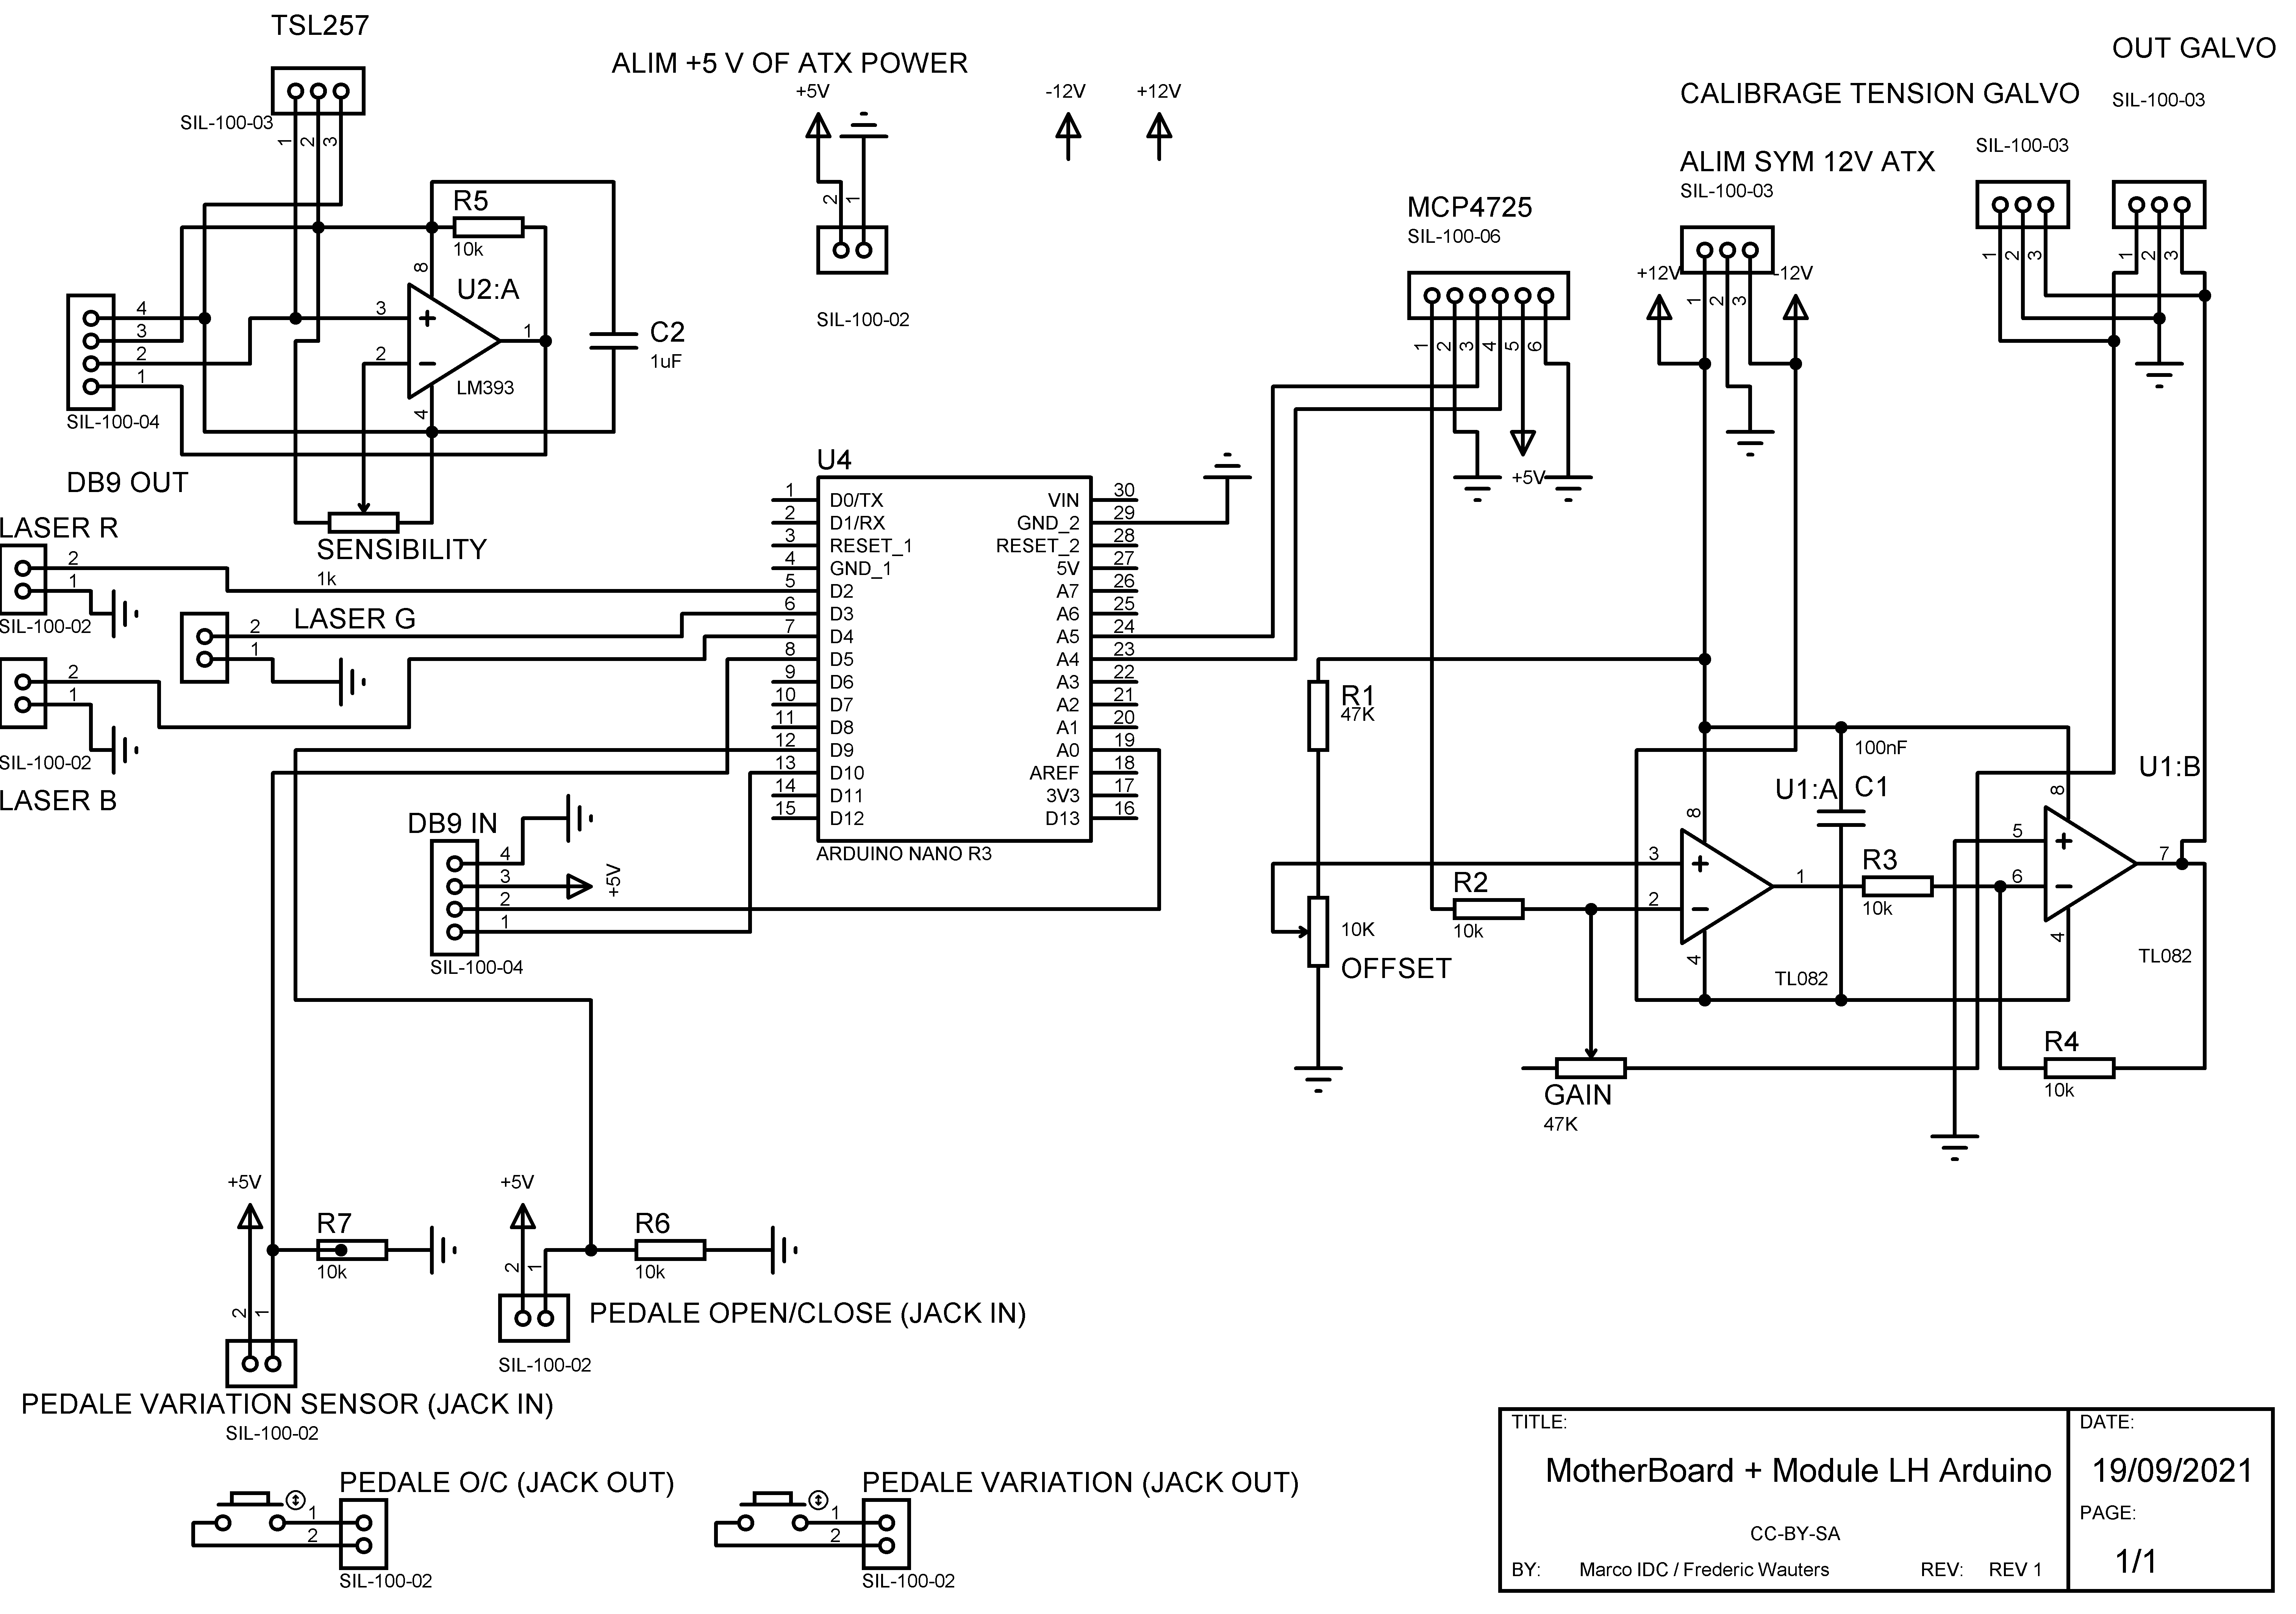 TSL257
SIL-100-03
1
2
3
ALIM +5 V OF ATX POWER
+5V
2
1
SIL-100-02
-12V
+12V
OUT GALVO
SIL-100-03
CALIBRAGE TENSION GALVO
SIL-100-03
1
2
3
1
2
3
ALIM SYM 12V ATX
SIL-100-03
+12V
-12V
1
2
3
MCP4725
SIL-100-06
1
2
3
4
5
6
+5V
R5
10k
8
U2:A
3
2
1
4
LM393
C2
1uF
4
3
2
1
SIL-100-04
DB9 OUT
SENSIBILITY
1k
LASER R
2
1
SIL-100-02
LASER G
2
1
2
1
SIL-100-02
LASER B
U4
1 D0/TX VIN 30
2 D1/RX GND_2 29
3 RESET_1 RESET_2 28
4 GND_1 5V 27
5 D2 A7 26
6 D3 A6 25
7 D4 A5 24
8 D5 A4 23
9 D6 A3 22
10 D7 A2 21
11 D8 A1 20
12 D9 A0 19
13 D10 AREF 18
14 D11 3V3 17
15 D12 D13 16
ARDUINO NANO R3
DB9 IN
4
3
2
1
+5V
SIL-100-04
R1
47K
10K
OFFSET
R2
10k
GAIN
47K
100nF
U1:A
C1
8
3
2
1
4
TL082
R3
10k
U1:B
8
5
6
7
4
TL082
R4
10k
+5V
R7
10k
2
1
PEDALE VARIATION SENSOR (JACK IN)
SIL-100-02
+5V
R6
10k
2
1
PEDALE OPEN/CLOSE (JACK IN)
SIL-100-02
PEDALE O/C (JACK OUT)
1
2
SIL-100-02
PEDALE VARIATION (JACK OUT)
1
2
SIL-100-02
TITLE:
MotherBoard + Module LH Arduino
CC-BY-SA
BY: Marco IDC / Frederic Wauters REV: REV 1
DATE:
19/09/2021
PAGE:
1/1